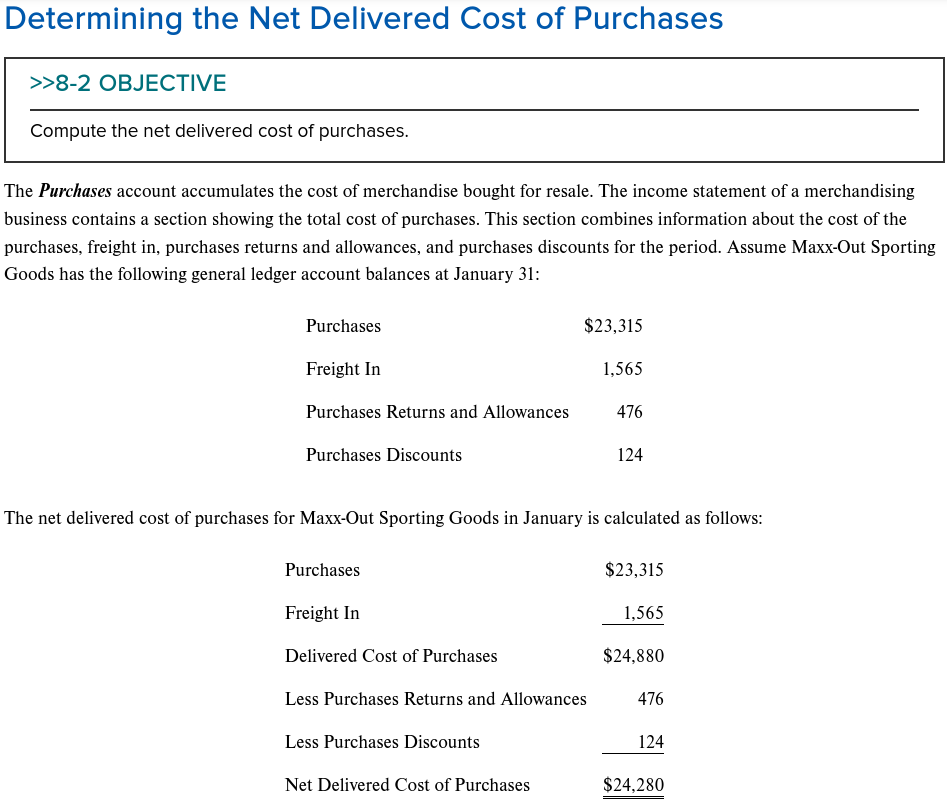 Determining the Net Delivered Cost of Purchases
>>8-2 OBJECTIVE
Compute the net delivered cost of purchases.
The Purchases account accumulates the cost of merchandise bought for resale. The income statement of a merchandising
business contains a section showing the total cost of purchases. This section combines information about the cost of the
purchases, freight in, purchases returns and allowances, and purchases discounts for the period. Assume Maxx-Out Sporting
Goods has the following general ledger account balances at January 31:
Purchases $23,315
Freight In 1,565
Purchases Returns and Allowances 476
Purchases Discounts 124
The net delivered cost of purchases for Maxx-Out Sporting Goods in January is calculated as follows:
Purchases $23,315
Freight In 1,565
Delivered Cost of Purchases $24,880
Less Purchases Returns and Allowances 476
Less Purchases Discounts 124
Net Delivered Cost of Purchases $24,280